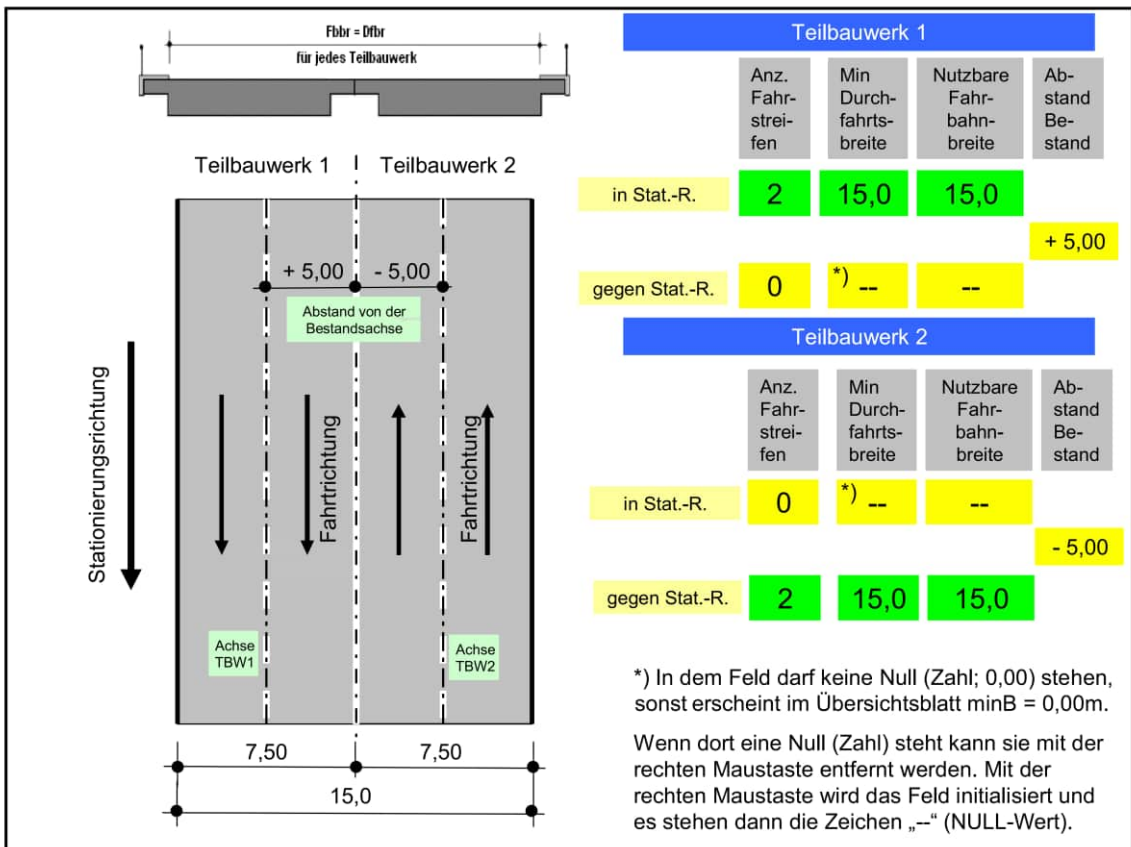 Fbbr = Dfbr
für jedes Teilbauwerk
Teilbauwerk 1 Teilbauwerk 2
+ 5,00 - 5,00
Abstand von der
Bestandsachse
Stationierungsrichtung
Fahrtrichtung
Fahrtrichtung
Achse
TBW1
Achse
TBW2
7,50 7,50
15,0
Teilbauwerk 1
Anz.
Fahr-
strei-
fen
Min
Durch-
fahrts-
breite
Nutzbare
Fahr-
bahn-
breite
Ab-
stand
Be-
stand
in Stat.-R. 2 15,0 15,0
+ 5,00
gegen Stat.-R. 0 *) -- --
Teilbauwerk 2
Anz.
Fahr-
strei-
fen
Min
Durch-
fahrts-
breite
Nutzbare
Fahr-
bahn-
breite
Ab-
stand
Be-
stand
in Stat.-R. 0 *) -- --
- 5,00
gegen Stat.-R. 2 15,0 15,0
*) In dem Feld darf keine Null (Zahl; 0,00) stehen,
sonst erscheint im Übersichtsblatt minB = 0,00m.
Wenn dort eine Null (Zahl) steht kann sie mit der
rechten Maustaste entfernt werden. Mit der
rechten Maustaste wird das Feld initialisiert und
es stehen dann die Zeichen „--“ (NULL-Wert).